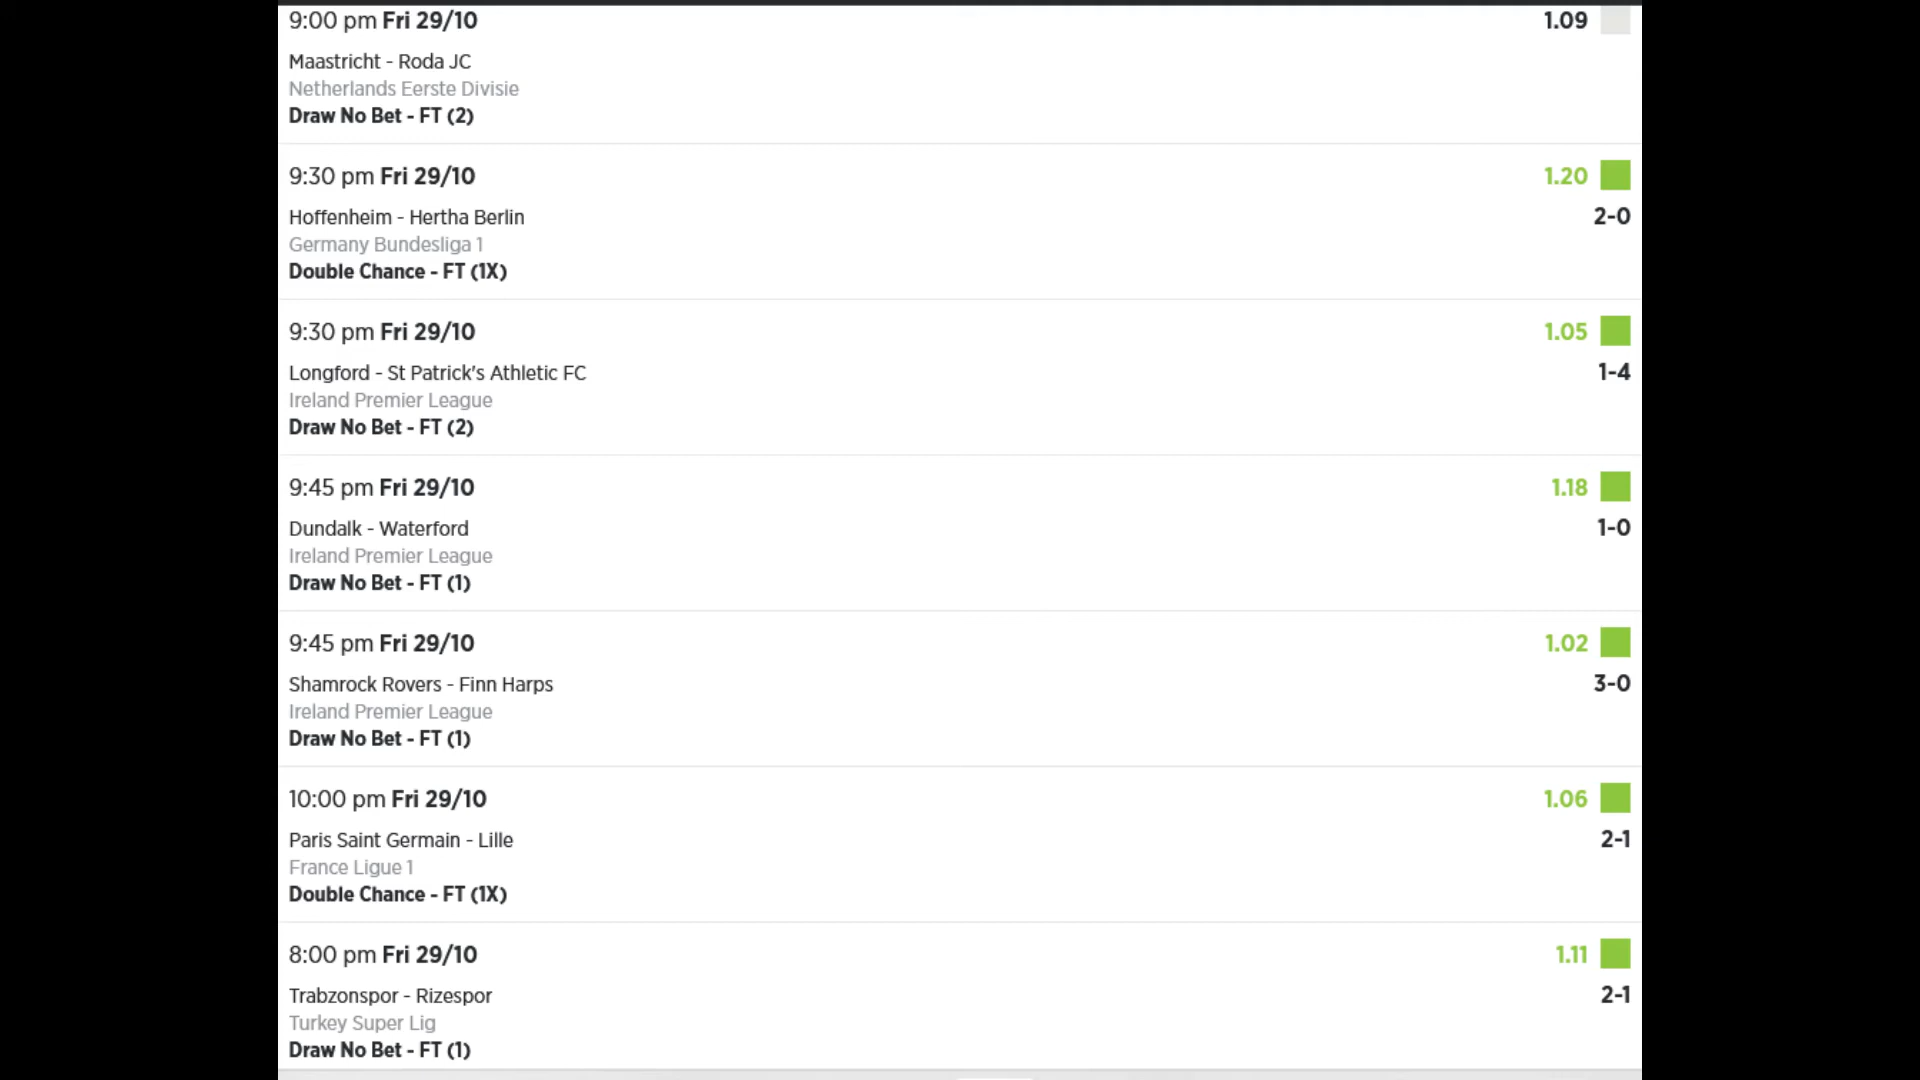 9:00 pm Fri 29/10 1.09
Maastricht - Roda JC
Netherlands Eerste Divisie
Draw No Bet - FT (2)
9:30 pm Fri 29/10 1.20
Hoffenheim - Hertha Berlin 2-0
Germany Bundesliga 1
Double Chance - FT (1X)
9:30 pm Fri 29/10 1.05
Longford - St Patrick's Athletic FC 1-4
Ireland Premier League
Draw No Bet - FT (2)
9:45 pm Fri 29/10 1.18
Dundalk - Waterford 1-0
Ireland Premier League
Draw No Bet - FT (1)
9:45 pm Fri 29/10 1.02
Shamrock Rovers - Finn Harps 3-0
Ireland Premier League
Draw No Bet - FT (1)
10:00 pm Fri 29/10 1.06
Paris Saint Germain - Lille 2-1
France Ligue 1
Double Chance - FT (1X)
8:00 pm Fri 29/10 1.11
Trabzonspor - Rizespor 2-1
Turkey Super Lig
Draw No Bet - FT (1)